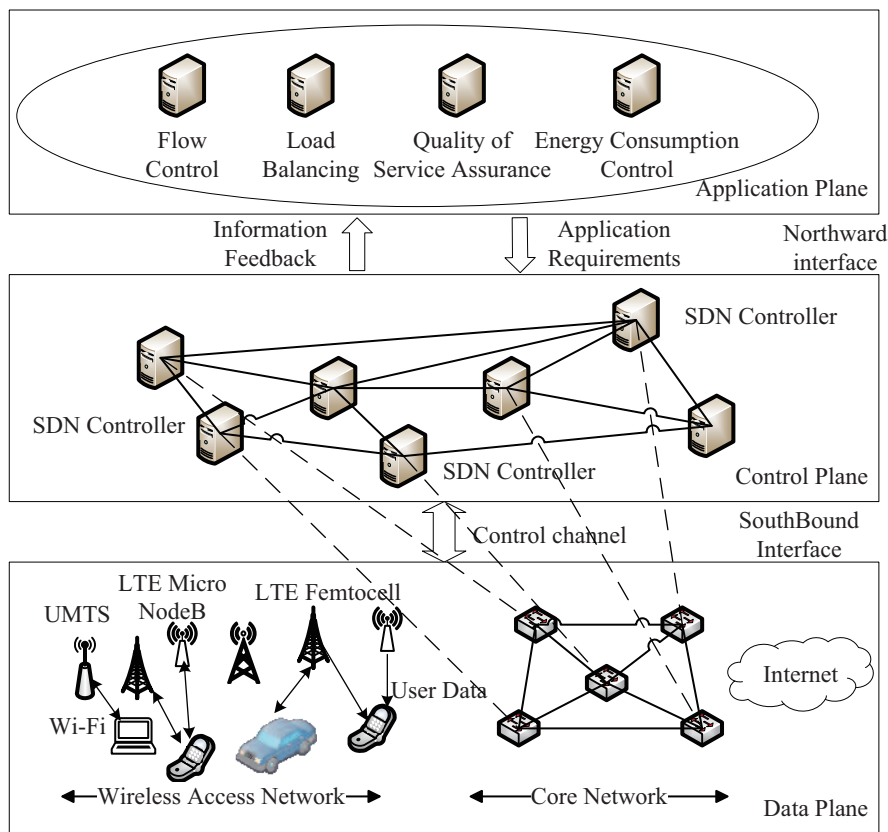 Flow
Control
Load
Balancing
Quality of
Service Assurance
Energy Consumption
Control
Application Plane
Information
Feedback
Application
Requirements
Northward
interface
SDN Controller
SDN Controller
SDN Controller
Control Plane
Control channel
SouthBound
Interface
UMTS
LTE Micro
NodeB
LTE Femtocell
User Data
Wi-Fi
Internet
Wireless Access Network
Core Network
Data Plane